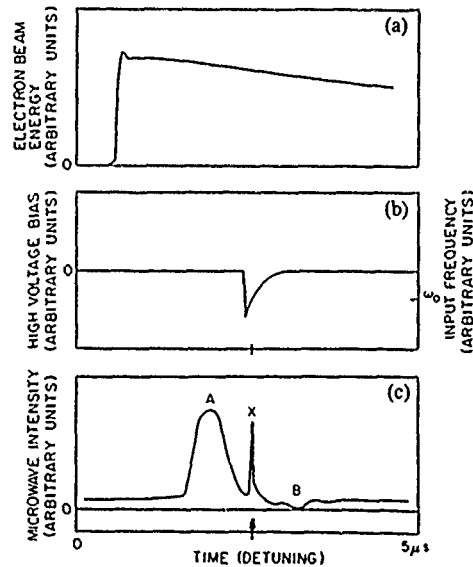 (a)
ELECTRON BEAM
ENERGY
(ARBITRARY UNITS)
0
(b)
HIGH VOLTAGE BIAS
(ARBITRARY UNITS)
0
ω₀
INPUT FREQUENCY
(ARBITRARY UNITS)
(c)
MICROWAVE INTENSITY
(ARBITRARY UNITS)
A
X
B
0
0
5μs
TIME (DETUNING)